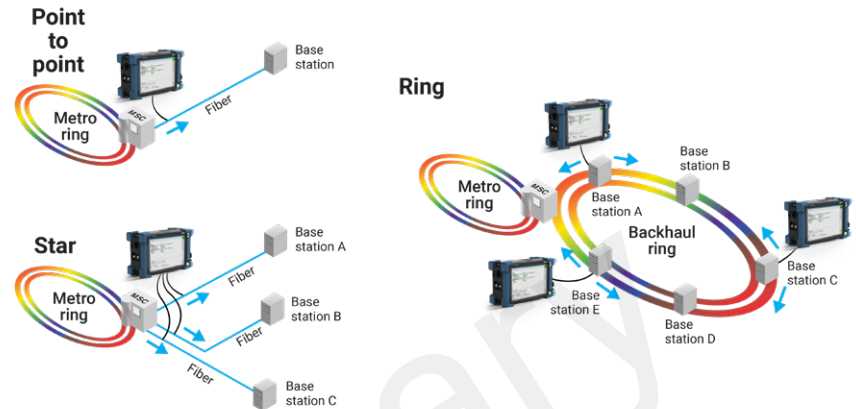 Point
to
point
Base
station
Fiber
MSC
Metro
ring
Star
Base
station A
Fiber
MSC
Metro
ring
Base
station B
Fiber
Fiber
Base
station C
Ring
Base
station B
Metro
ring
MSC
Base
station A
Backhaul
ring
Base
station C
Base
station E
Base
station D